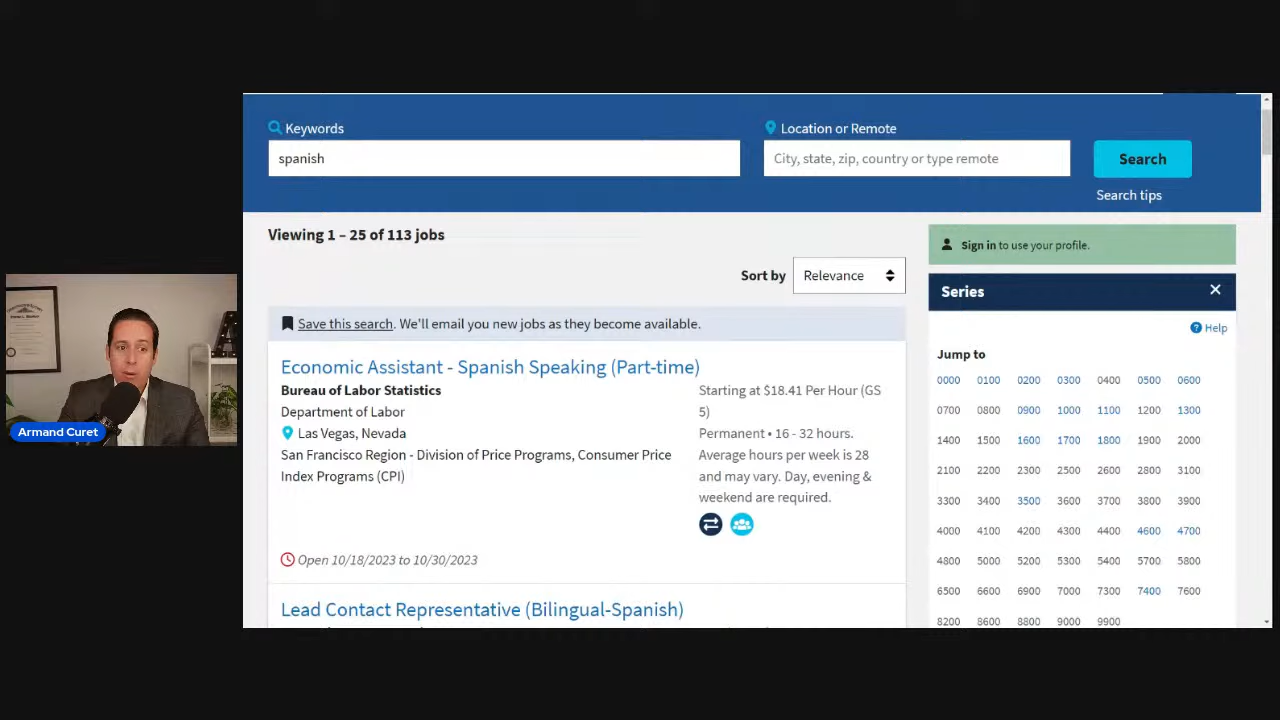 Keywords
Location or Remote
spanish
City, state, zip, country or type remote
Search
Search tips
Viewing 1 – 25 of 113 jobs
Sort by
Relevance
Sign in to use your profile.
Series
Help
Save this search. We'll email you new jobs as they become available.
Economic Assistant - Spanish Speaking (Part-time)
Bureau of Labor Statistics
Department of Labor
Las Vegas, Nevada
San Francisco Region - Division of Price Programs, Consumer Price
Index Programs (CPI)
Starting at $18.41 Per Hour (GS
5)
Permanent • 16 - 32 hours.
Average hours per week is 28
and may vary. Day, evening &
weekend are required.
Open 10/18/2023 to 10/30/2023
Lead Contact Representative (Bilingual-Spanish)
Jump to
0000 0100 0200 0300 0400 0500 0600
0700 0800 0900 1000 1100 1200 1300
1400 1500 1600 1700 1800 1900 2000
2100 2200 2300 2500 2600 2800 3100
3300 3400 3500 3600 3700 3800 3900
4000 4100 4200 4300 4400 4600 4700
4800 5000 5200 5300 5400 5700 5800
6500 6600 6900 7000 7300 7400 7600
8200 8600 8800 9000 9900
Armand Curet